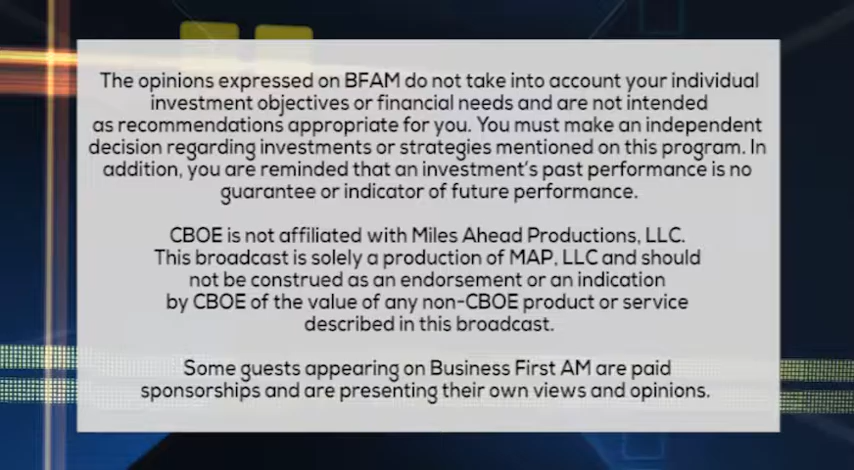 The opinions expressed on BFAM do not take into account your individual
investment objectives or financial needs and are not intended
as recommendations appropriate for you. You must make an independent
decision regarding investments or strategies mentioned on this program. In
addition, you are reminded that an investment's past performance is no
guarantee or indicator of future performance.
CBOE is not affiliated with Miles Ahead Productions, LLC.
This broadcast is solely a production of MAP, LLC and should
not be construed as an endorsement or an indication
by CBOE of the value of any non-CBOE product or service
described in this broadcast.
Some guests appearing on Business First AM are paid
sponsorships and are presenting their own views and opinions.